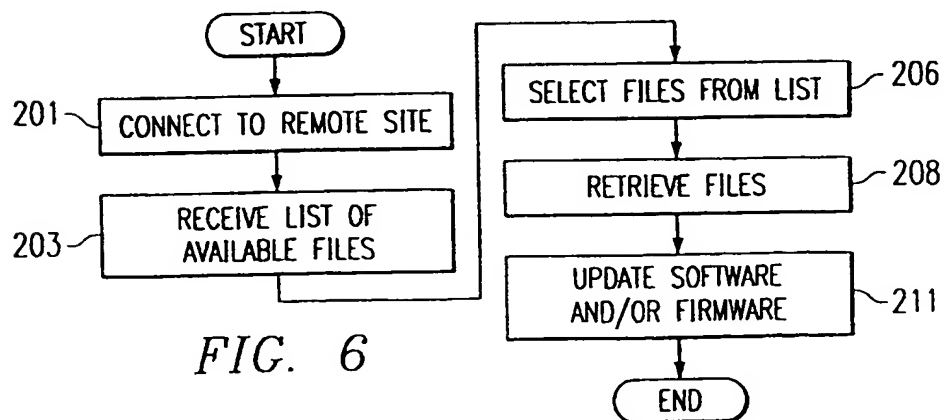 START
201
CONNECT TO REMOTE SITE
203
RECEIVE LIST OF
AVAILABLE FILES
SELECT FILES FROM LIST
206
RETRIEVE FILES
208
UPDATE SOFTWARE
AND/OR FIRMWARE
211
END
FIG. 6